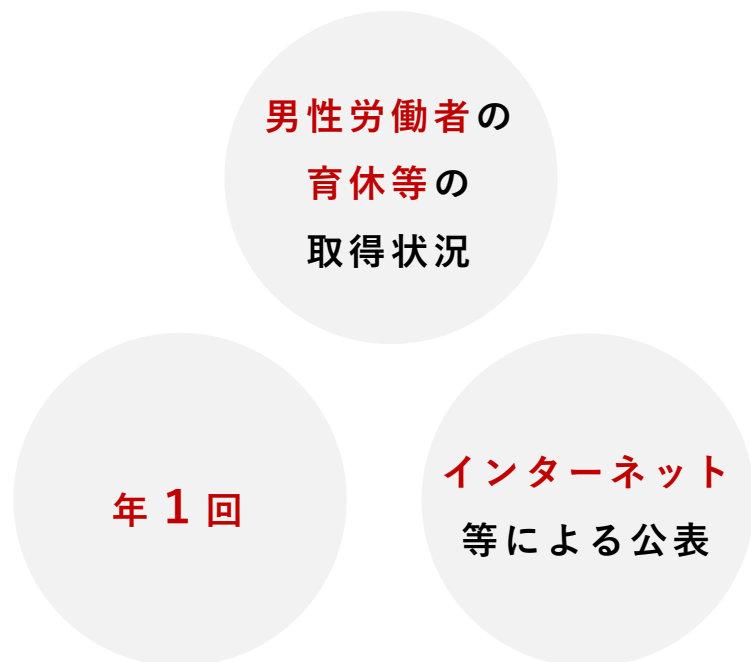 男性労働者の
育休等の
取得状況
年1回
インターネット
等による公表